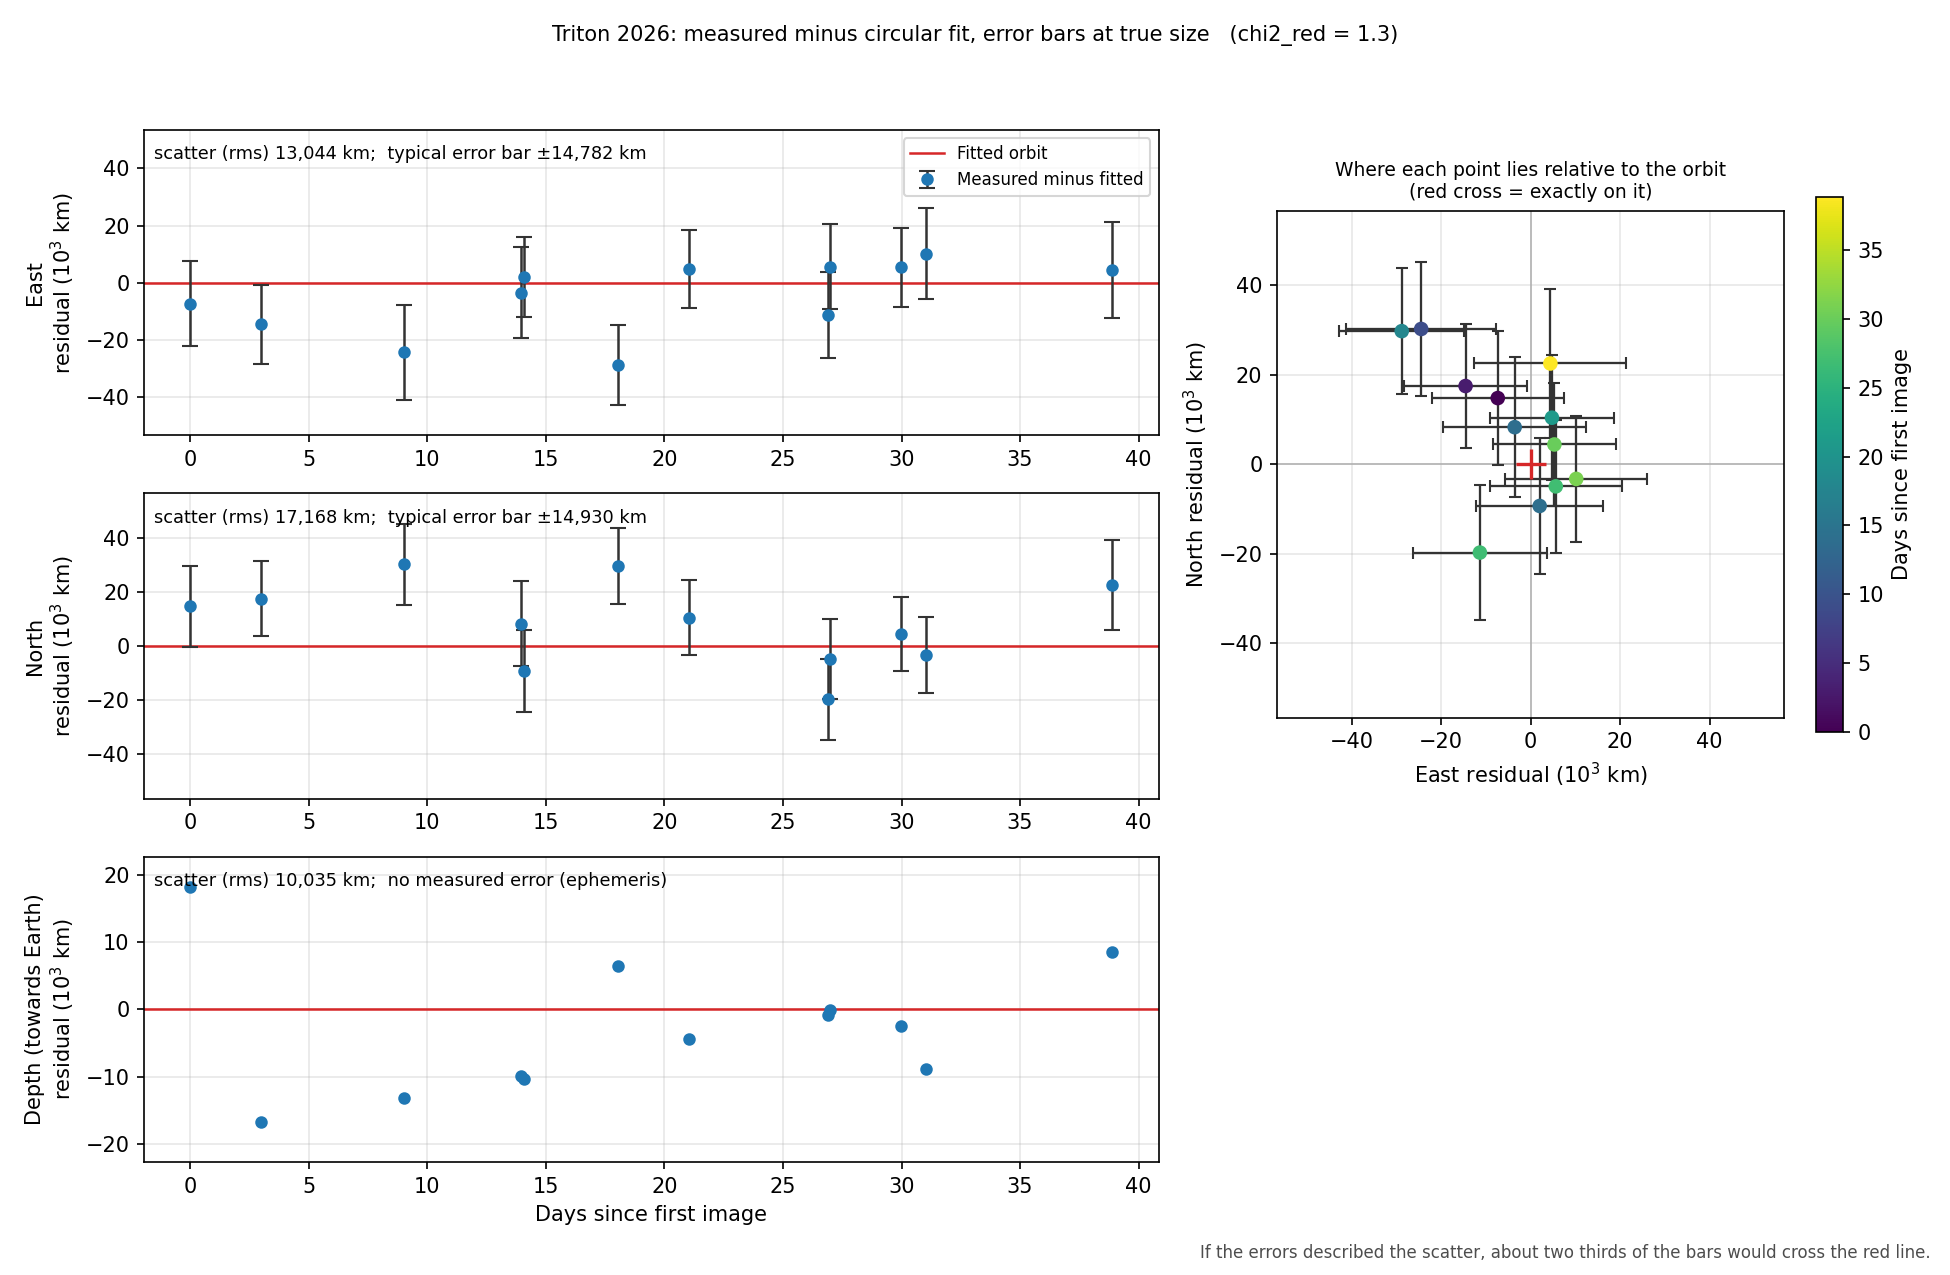 Triton 2026: measured minus circular fit, error bars at true size (chi2_red = 1.3)
East
residual (10³ km)
40
20
0
−20
−40
scatter (rms) 13,044 km; typical error bar ±14,782 km
Fitted orbit
Measured minus fitted
0 5 10 15 20 25 30 35 40
North
residual (10³ km)
40
20
0
−20
−40
scatter (rms) 17,168 km; typical error bar ±14,930 km
0 5 10 15 20 25 30 35 40
Depth (towards Earth)
residual (10³ km)
20
10
0
−10
−20
scatter (rms) 10,035 km; no measured error (ephemeris)
0 5 10 15 20 25 30 35 40
Days since first image
Where each point lies relative to the orbit
(red cross = exactly on it)
North residual (10³ km)
40
20
0
−20
−40
−40 −20 0 20 40
East residual (10³ km)
35
30
25
20
15
10
5
0
Days since first image
If the errors described the scatter, about two thirds of the bars would cross the red line.